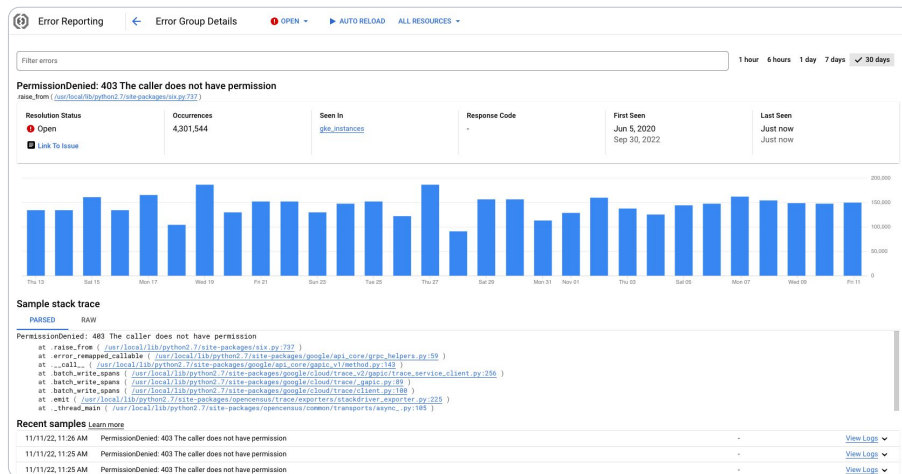 Error Reporting
Error Group Details
OPEN
AUTO RELOAD
ALL RESOURCES
Filter errors
1 hour 6 hours 1 day 7 days 30 days
PermissionDenied: 403 The caller does not have permission
.raise_from ( /usr/local/lib/python2.7/site-packages/six.py:737 )
Resolution Status Occurrences Seen In Response Code First Seen Last Seen
Open 4,301,544 gke_instances - Jun 5, 2020 Just now
Sep 30, 2022 Just now
Link To Issue
200,000
150,000
100,000
50,000
0
Thu 13 Sat 15 Mon 17 Wed 19 Fri 21 Sun 23 Tue 25 Thu 27 Sat 29 Mon 31 Nov 01 Thu 03 Sat 05 Mon 07 Wed 09 Fri 11
Sample stack trace
PARSED RAW
PermissionDenied: 403 The caller does not have permission
at .raise_from ( /usr/local/lib/python2.7/site-packages/six.py:737 )
at .error_remapped_callable ( /usr/local/lib/python2.7/site-packages/google/api_core/grpc_helpers.py:59 )
at .__call__ ( /usr/local/lib/python2.7/site-packages/google/api_core/gapic_v1/method.py:143 )
at .batch_write_spans ( /usr/local/lib/python2.7/site-packages/google/cloud/trace_v2/gapic/trace_service_client.py:256 )
at .batch_write_spans ( /usr/local/lib/python2.7/site-packages/google/cloud/trace/_gapic.py:89 )
at .batch_write_spans ( /usr/local/lib/python2.7/site-packages/google/cloud/trace/client.py:100 )
at .emit ( /usr/local/lib/python2.7/site-packages/opencensus/trace/exporters/stackdriver_exporter.py:225 )
at ._thread_main ( /usr/local/lib/python2.7/site-packages/opencensus/common/transports/async_.py:105 )
Recent samples Learn more
11/11/22, 11:26 AM PermissionDenied: 403 The caller does not have permission - View Logs
11/11/22, 11:25 AM PermissionDenied: 403 The caller does not have permission - View Logs
11/11/22, 11:25 AM PermissionDenied: 403 The caller does not have permission - View Logs